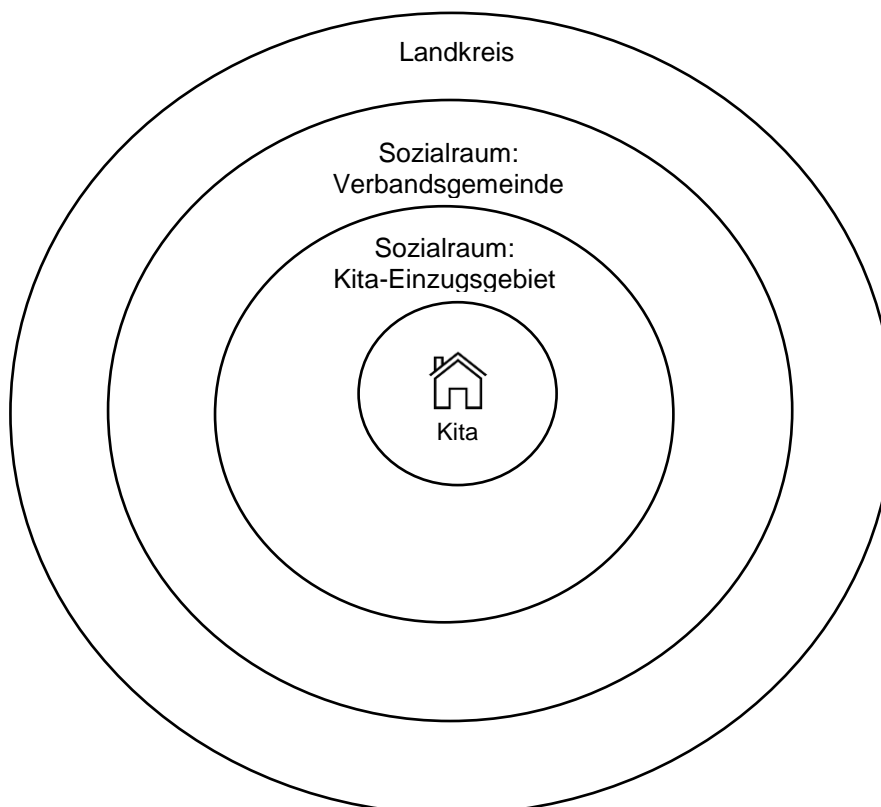 Landkreis
Sozialraum:
Verbandsgemeinde
Sozialraum:
Kita-Einzugsgebiet
Kita